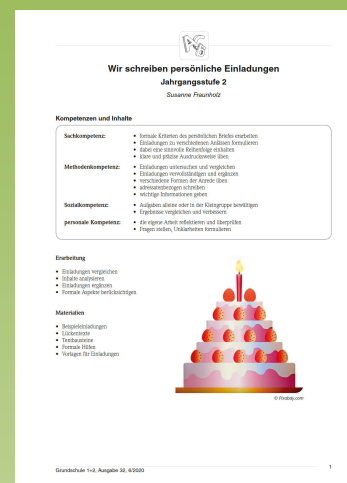 Wir schreiben persönliche Einladungen
Jahrgangsstufe 2
Susanne Fraunholz
Kompetenzen und Inhalte
Sachkompetenz:
• formale Kriterien des persönlichen Briefs erarbeiten
• Einladungen zu verschiedenen Anlässen formulieren
• dabei eine sinnvolle Reihenfolge einhalten
• klare und präzise Ausdrucksweise üben
Methodenkompetenz:
• Einladungen untersuchen und vergleichen
• Einladungen vervollständigen und ergänzen
• verschiedene Formen der Anrede üben
• adressatenbezogen schreiben
• wichtige Informationen geben
Sozialkompetenz:
• Aufgaben alleine oder in der Kleingruppe bewältigen
• Ergebnisse vergleichen und verbessern
personale Kompetenz:
• die eigene Arbeit reflektieren und überprüfen
• Fragen stellen, Unklarheiten formulieren
Erarbeitung
• Einladungen vergleichen
• Inhalte analysieren
• Einladungen ergänzen
• Formale Aspekte berücksichtigen
Materialien
• Beispieleinladungen
• Lückentexte
• Textbausteine
• Formale Hilfen
• Vorlagen für Einladungen
© Pixabay.com
Grundschule 1+2, Ausgabe 32, 6/2020
1